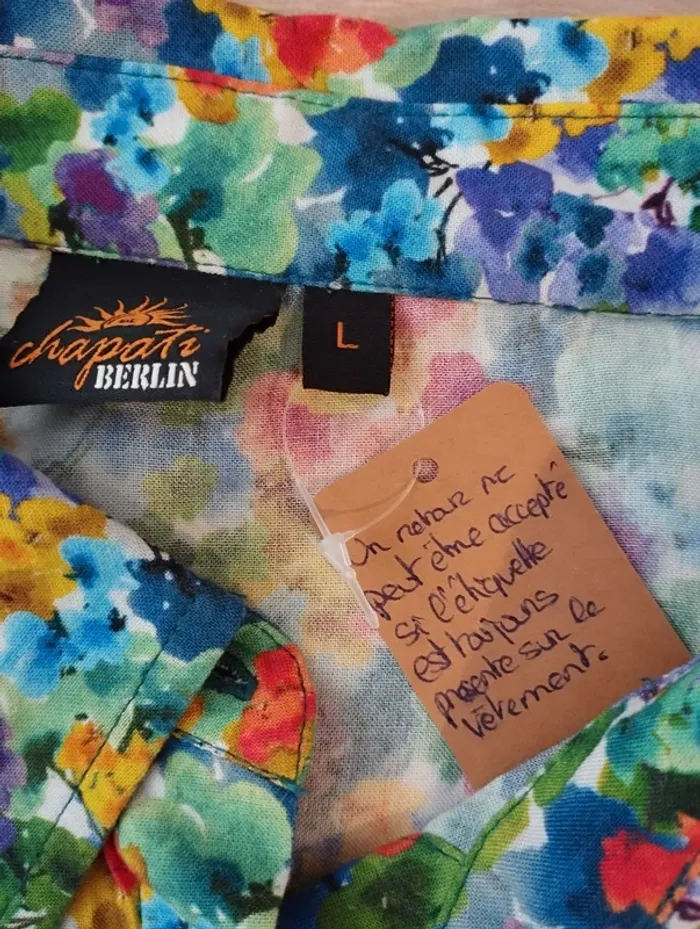 chapati
BERLIN
L
Un retour ne
peut être accepté
si l'étiquette
est toujours
présente sur le
vêtement.